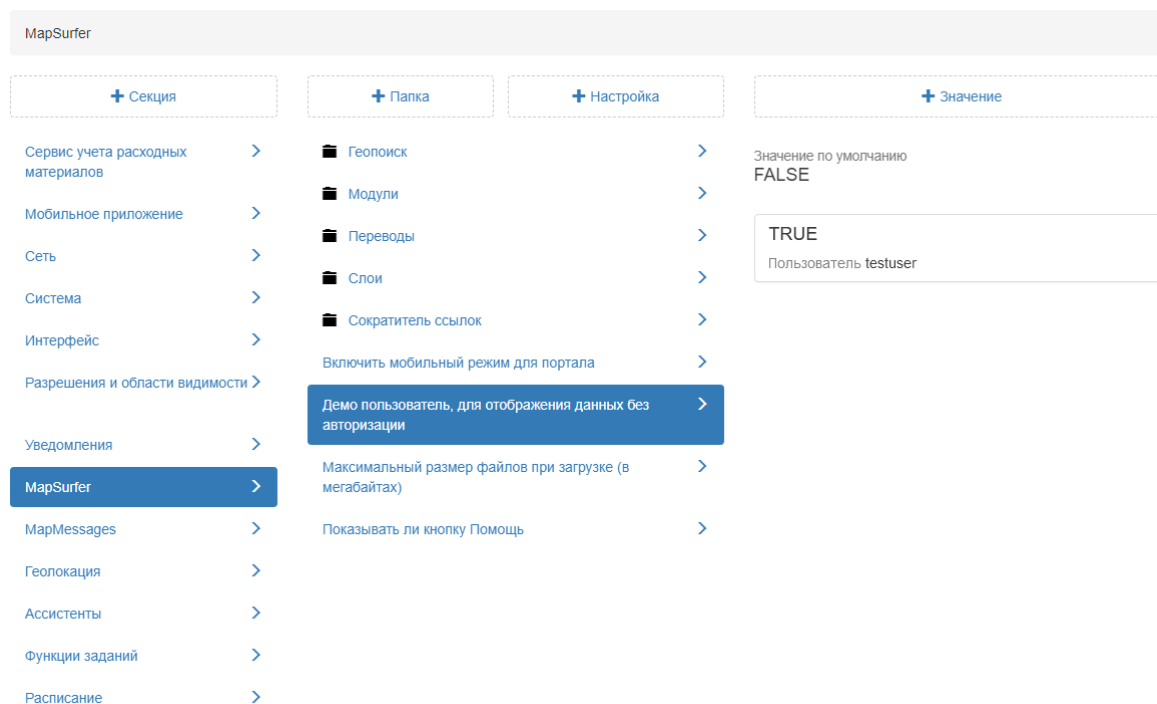 MapSurfer
+ Секция
+ Папка
+ Настройка
+ Значение
Сервис учета расходных
материалов
Мобильное приложение
Сеть
Система
Интерфейс
Разрешения и области видимости
Уведомления
MapSurfer
MapMessages
Геолокация
Ассистенты
Функции заданий
Расписание
Геопоиск
Модули
Переводы
Слои
Сократитель ссылок
Включить мобильный режим для портала
Демо пользователь, для отображения данных без
авторизации
Максимальный размер файлов при загрузке (в
мегабайтах)
Показывать ли кнопку Помощь
Значение по умолчанию
FALSE
TRUE
Пользователь testuser